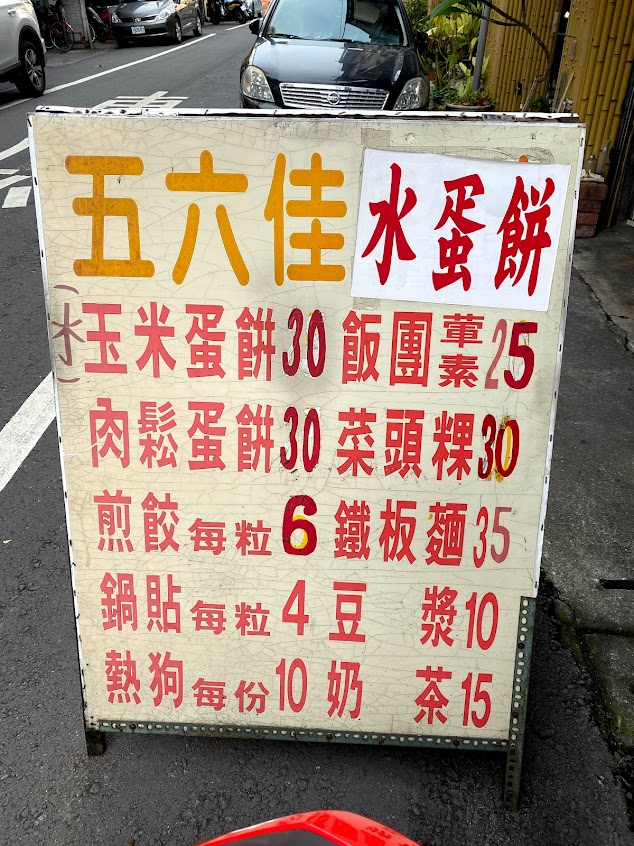 五六佳 水蛋餅
(水)玉米蛋餅30 飯團葷素25
肉鬆蛋餅30 菜頭粿30
煎餃每粒6 鐵板麵35
鍋貼每粒4 豆漿10
熱狗每份10 奶茶15